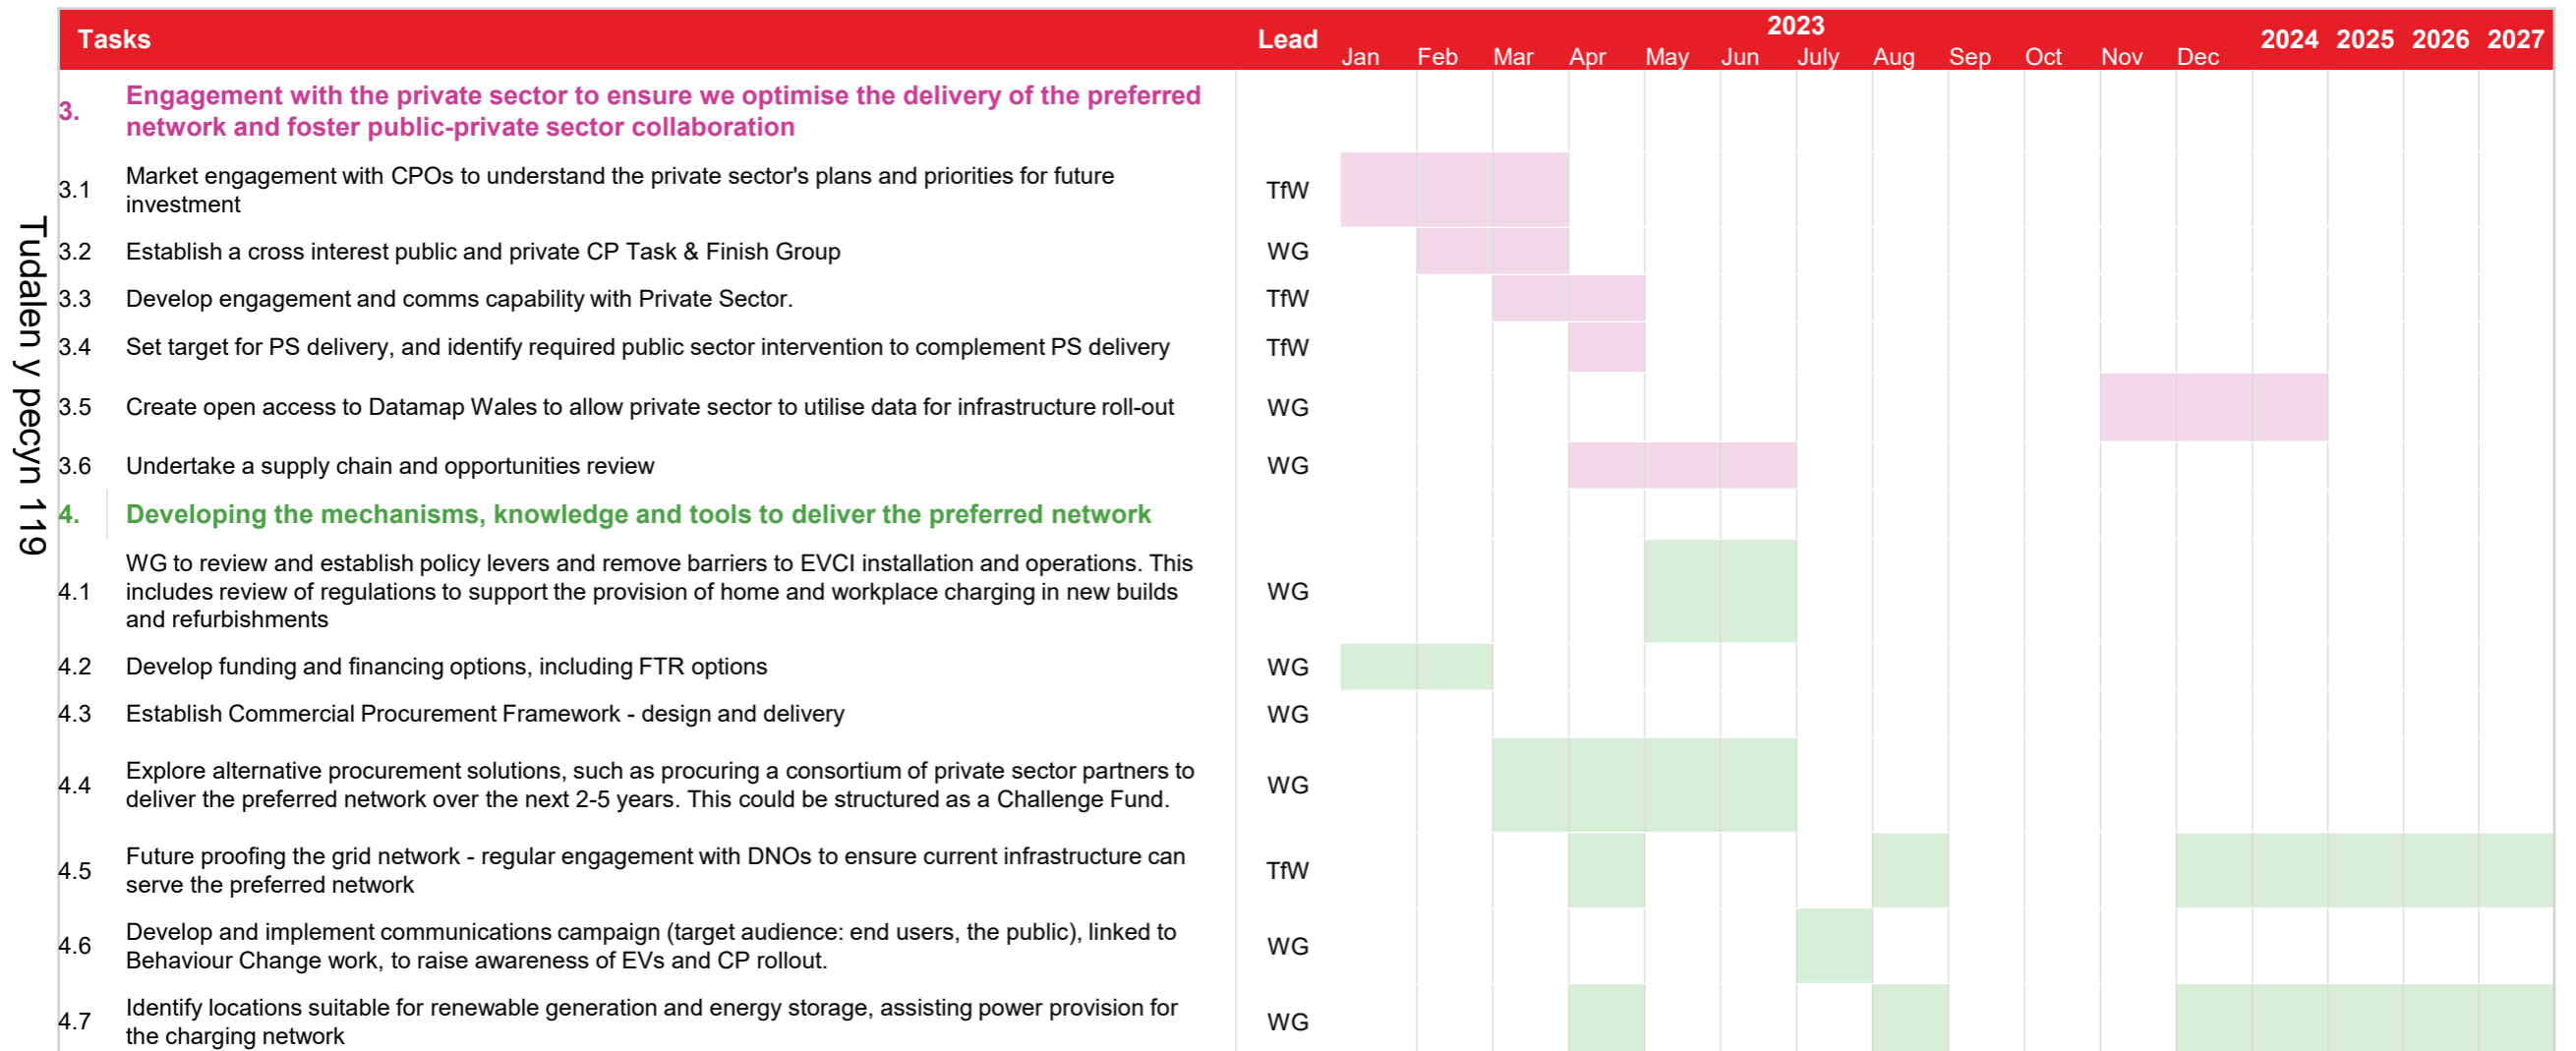 Tasks
Lead
2023
Jan Feb Mar Apr May Jun July Aug Sep Oct Nov Dec
2024 2025 2026 2027
3.
Engagement with the private sector to ensure we optimise the delivery of the preferred
network and foster public-private sector collaboration
3.1
Market engagement with CPOs to understand the private sector's plans and priorities for future
investment
TfW
3.2 Establish a cross interest public and private CP Task & Finish Group WG
3.3 Develop engagement and comms capability with Private Sector. TfW
3.4 Set target for PS delivery, and identify required public sector intervention to complement PS delivery TfW
3.5 Create open access to Datamap Wales to allow private sector to utilise data for infrastructure roll-out WG
3.6 Undertake a supply chain and opportunities review WG
4. Developing the mechanisms, knowledge and tools to deliver the preferred network
4.1
WG to review and establish policy levers and remove barriers to EVCI installation and operations. This
includes review of regulations to support the provision of home and workplace charging in new builds
and refurbishments
WG
4.2 Develop funding and financing options, including FTR options WG
4.3 Establish Commercial Procurement Framework - design and delivery WG
4.4
Explore alternative procurement solutions, such as procuring a consortium of private sector partners to
deliver the preferred network over the next 2-5 years. This could be structured as a Challenge Fund.
WG
4.5
Future proofing the grid network - regular engagement with DNOs to ensure current infrastructure can
serve the preferred network
TfW
4.6
Develop and implement communications campaign (target audience: end users, the public), linked to
Behaviour Change work, to raise awareness of EVs and CP rollout.
WG
4.7
Identify locations suitable for renewable generation and energy storage, assisting power provision for
the charging network
WG
Tudalen y pecyn 119